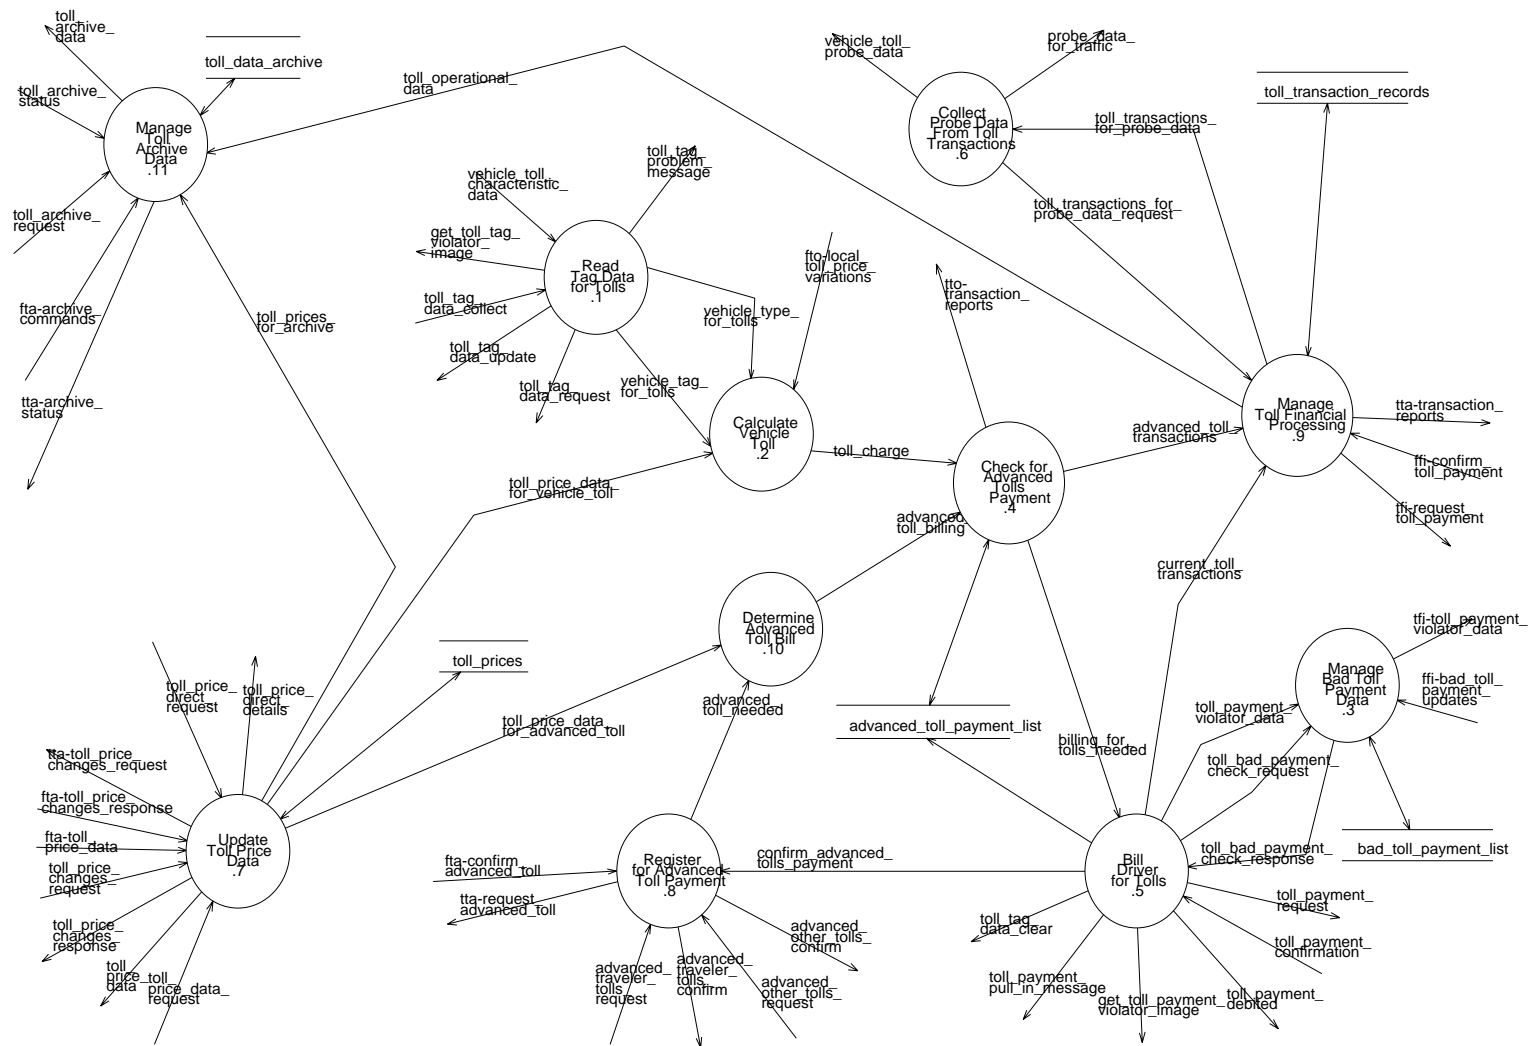 toll_
archive_
data
toll_data_archive
toll_archive_
status
Manage
Toll
Archive
Data
.11
toll_archive_
request
fta-archive_
commands
tta-archive_
status
toll_prices_
for_archive
toll_operational_
data
vehicle_toll_
probe_data
probe_data_
for_traffic
Collect
Probe Data
From Toll
Transactions
.6
toll_transactions_
for_probe_data
toll_transaction_records
toll_transactions_for_
probe_data_request
vehicle_toll_
characteristic_
data
toll_tag_
problem_
message
get_toll_tag_
violator_
image
Read
Tag Data
for Tolls
.1
toll_tag_
data_collect
toll_tag_
data_update
toll_tag_
data_request
vehicle_tag_
for_tolls
vehicle_type_
for_tolls
fto-local_
toll_price_
variations
tto-
transaction_
reports
Calculate
Vehicle
Toll
.2
toll_charge
toll_price_data_
for_vehicle_toll
Check for
Advanced
Tolls
Payment
.4
advanced_toll_
transactions
Manage
Toll Financial
Processing
.9
tta-transaction_
reports
ffi-confirm_
toll_payment
tfi-request_
toll_payment
advanced_
toll_billing
current_toll_
transactions
Determine
Advanced
Toll Bill
.10
toll_prices
toll_price_
direct_
request
toll_price_
direct_
details
advanced_
toll_needed
toll_price_data_
for_advanced_toll
advanced_toll_payment_list
billing_for_
tolls_needed
tfi-toll_payment_
violator_data
Manage
Bad Toll
Payment
Data
.3
ffi-bad_toll_
payment_
updates
toll_payment_
violator_data_
toll_bad_payment_
check_request
tta-toll_price_
changes_request
fta-toll_price_
changes_response
fta-toll_
price_data
toll_price_
changes_
request
Update
Toll Price
Data
.7
toll_price_
changes_
response
toll_
price_
data
toll_
price_data_
request
fta-confirm_
advanced_toll
tta-request_
advanced_toll
Register
for Advanced
Toll Payment
.8
confirm_advanced_
tolls_payment
Bill
Driver
for Tolls
.5
toll_bad_payment_
check_response
bad_toll_payment_list
toll_payment_
request
toll_payment_
confirmation
toll_tag_
data_clear
advanced_
other_tolls_
confirm
advanced_
traveler_
tolls_
request
advanced_
traveler_
tolls_
confirm
advanced_
other_tolls_
request
toll_payment_
pull_in_message
get_toll_payment_
violator_image
toll_payment_
debited